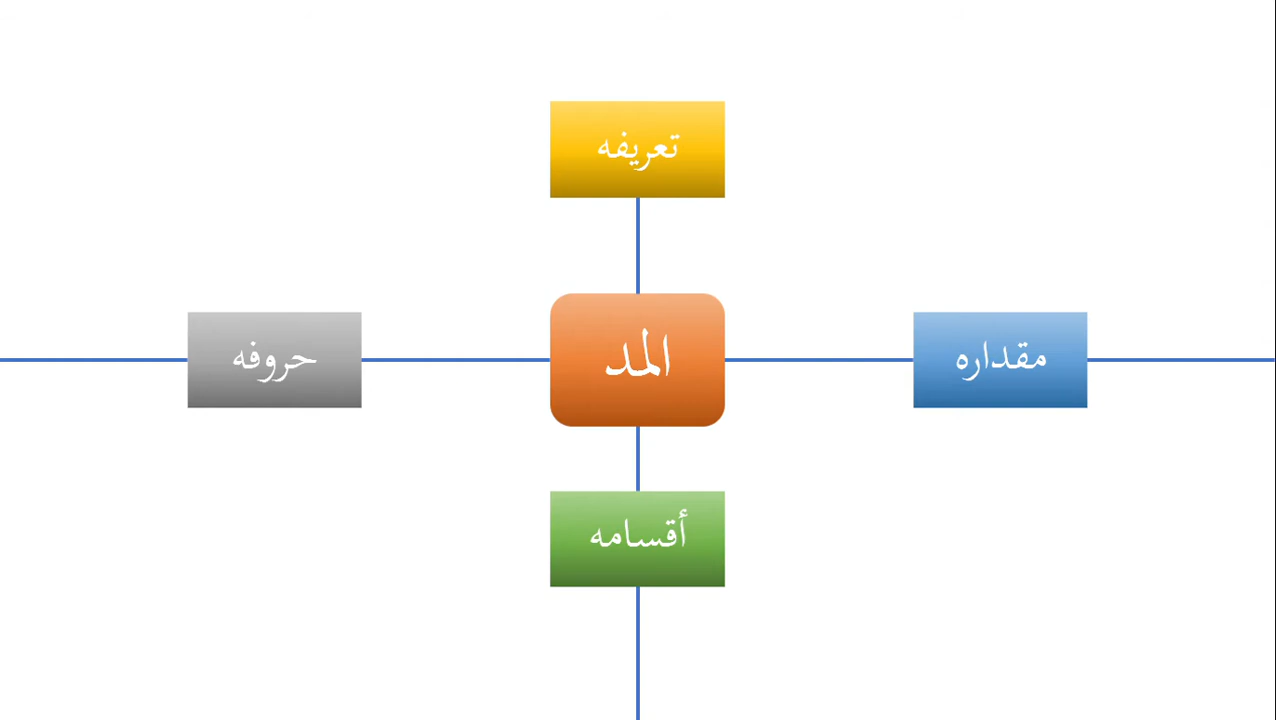 تعريفه
المد
مقداره
حروفه
أقسامه